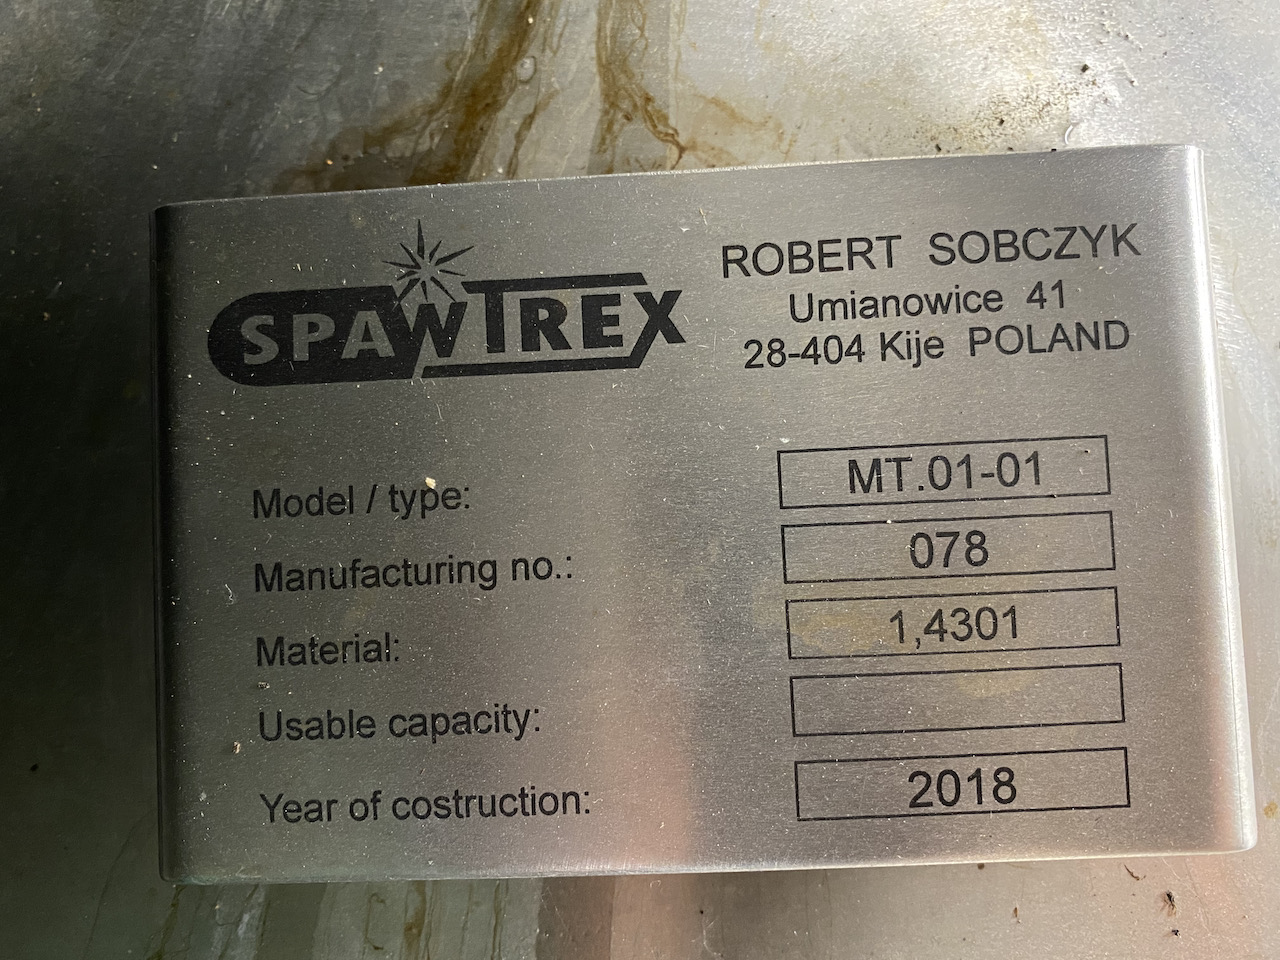 SPAWTREX
ROBERT SOBCZYK
Umianowice 41
28-404 Kije POLAND
Model / type: MT.01-01
Manufacturing no.: 078
Material: 1,4301
Usable capacity:
Year of costruction: 2018